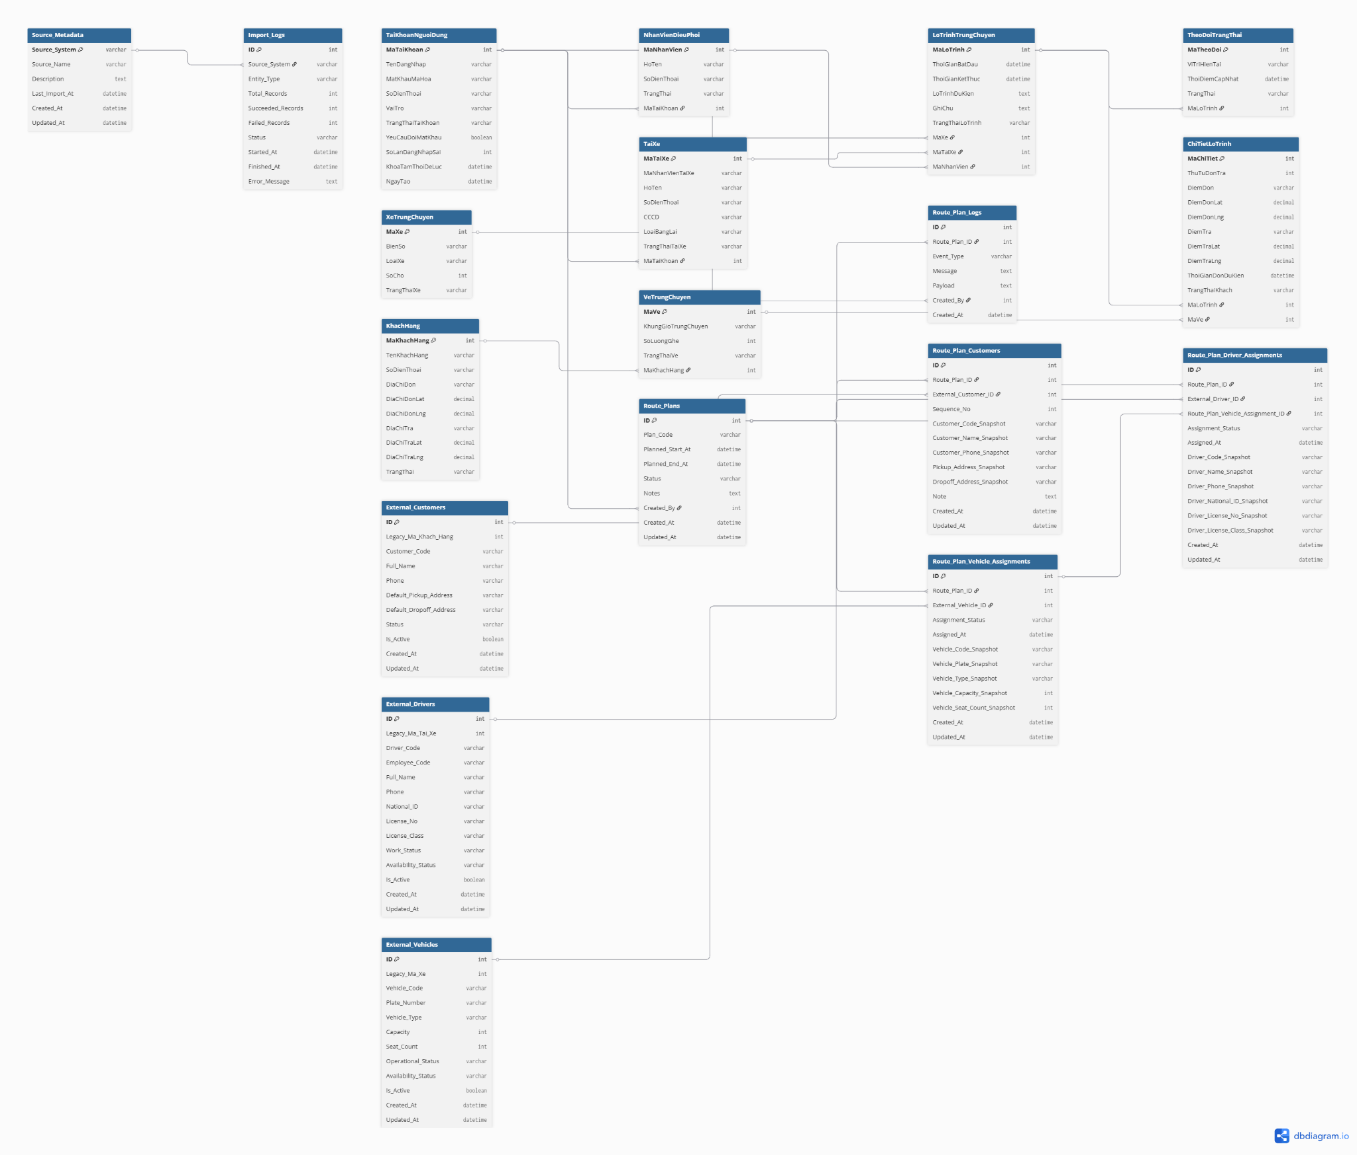 Source_Metadata
Source_System varchar
Source_Name varchar
Description text
Last_Import_At datetime
Created_At datetime
Updated_At datetime
Import_Logs
ID int
Source_System varchar
Entity_Type varchar
Total_Records int
Succeeded_Records int
Failed_Records int
Status varchar
Started_At datetime
Finished_At datetime
Error_Message text
TaiKhoanNguoiDung
MaTaiKhoan int
TenDangNhap varchar
MatKhauMaHoa varchar
SoDienThoai varchar
VaiTro varchar
TrangThaiTaiKhoan varchar
YeuCauDoiMatKhau boolean
SoLanDangNhapSai int
KhoaTamThoiDenLuc datetime
NgayTao datetime
XeTrungChuyen
MaXe int
BienSo varchar
LoaiXe varchar
SoCho int
TrangThaiXe varchar
KhachHang
MaKhachHang int
TenKhachHang varchar
SoDienThoai varchar
DiaChiDon varchar
DiaChiDonLat decimal
DiaChiDonLng decimal
DiaChiTra varchar
DiaChiTraLat decimal
DiaChiTraLng decimal
TrangThai varchar
External_Customers
ID int
Legacy_Ma_Khach_Hang int
Customer_Code varchar
Full_Name varchar
Phone varchar
Default_Pickup_Address varchar
Default_Dropoff_Address varchar
Status varchar
Is_Active boolean
Created_At datetime
Updated_At datetime
External_Drivers
ID int
Legacy_Ma_Tai_Xe int
Driver_Code varchar
Employee_Code varchar
Full_Name varchar
Phone varchar
National_ID varchar
License_No varchar
License_Class varchar
Work_Status varchar
Availability_Status varchar
Is_Active boolean
Created_At datetime
Updated_At datetime
External_Vehicles
ID int
Legacy_Ma_Xe int
Vehicle_Code varchar
Plate_Number varchar
Vehicle_Type varchar
Capacity int
Seat_Count int
Operational_Status varchar
Availability_Status varchar
Is_Active boolean
Created_At datetime
Updated_At datetime
NhanVienDieuPhoi
MaNhanVien int
HoTen varchar
SoDienThoai varchar
TrangThai varchar
MaTaiKhoan int
TaiXe
MaTaiXe int
MaNhanVienTaiXe varchar
HoTen varchar
SoDienThoai varchar
CCCD varchar
LoaiBangLai varchar
TrangThaiTaiXe varchar
MaTaiKhoan int
VeTrungChuyen
MaVe int
KhungGioTrungChuyen varchar
SoLuongGhe int
TrangThaiVe varchar
MaKhachHang int
Route_Plans
ID int
Plan_Code varchar
Planned_Start_At datetime
Planned_End_At datetime
Status varchar
Notes text
Created_By int
Created_At datetime
Updated_At datetime
LoTrinhTrungChuyen
MaLoTrinh int
ThoiGianBatDau datetime
ThoiGianKetThuc datetime
LoTrinhDuKien text
GhiChu text
TrangThaiLoTrinh varchar
MaXe int
MaTaiXe int
MaNhanVien int
Route_Plan_Logs
ID int
Route_Plan_ID int
Event_Type varchar
Message text
Payload text
Created_By int
Created_At datetime
Route_Plan_Customers
ID int
Route_Plan_ID int
External_Customer_ID int
Sequence_No int
Customer_Code_Snapshot varchar
Customer_Name_Snapshot varchar
Customer_Phone_Snapshot varchar
Pickup_Address_Snapshot varchar
Dropoff_Address_Snapshot varchar
Note text
Created_At datetime
Updated_At datetime
Route_Plan_Vehicle_Assignments
ID int
Route_Plan_ID int
External_Vehicle_ID int
Assignment_Status varchar
Assigned_At datetime
Vehicle_Code_Snapshot varchar
Vehicle_Plate_Snapshot varchar
Vehicle_Type_Snapshot varchar
Vehicle_Capacity_Snapshot int
Vehicle_Seat_Count_Snapshot int
Created_At datetime
Updated_At datetime
TheoDoiTrangThai
MaTheoDoi int
ViTriHienTai varchar
ThoiDiemCapNhat datetime
TrangThai varchar
MaLoTrinh int
ChiTietLoTrinh
MaChiTiet int
ThuTuDonTra int
DiemDon varchar
DiemDonLat decimal
DiemDonLng decimal
DiemTra varchar
DiemTraLat decimal
DiemTraLng decimal
ThoiGianDonDuKien datetime
TrangThaiKhach varchar
MaLoTrinh int
MaVe int
Route_Plan_Driver_Assignments
ID int
Route_Plan_ID int
External_Driver_ID int
Route_Plan_Vehicle_Assignment_ID int
Assignment_Status varchar
Assigned_At datetime
Driver_Code_Snapshot varchar
Driver_Name_Snapshot varchar
Driver_Phone_Snapshot varchar
Driver_National_ID_Snapshot varchar
Driver_License_No_Snapshot varchar
Driver_License_Class_Snapshot varchar
Created_At datetime
Updated_At datetime
dbdiagram.io